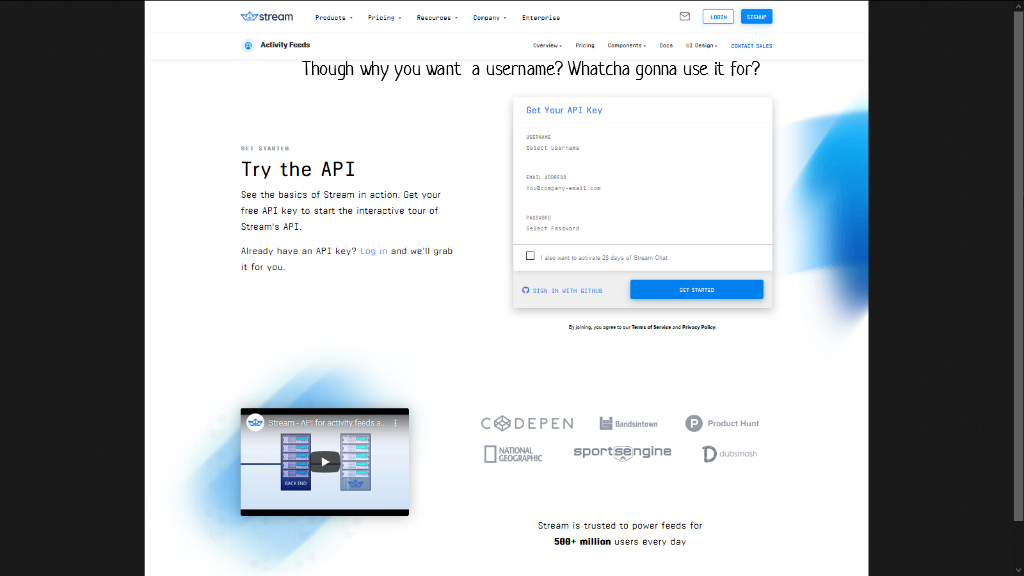 stream
Products
Pricing
Resources
Company
Enterprise
LOGIN
SIGNUP
Activity Feeds
Overview
Pricing
Components
Docs
UI Design
CONTACT SALES
Though why you want a username? Whatcha gonna use it for?
Get Your API Key
USERNAME
Select Username
EMAIL ADDRESS
You@company-email.com
PASSWORD
Select Password
I also want to activate 28 days of Stream Chat
SIGN IN WITH GITHUB
GET STARTED
By joining, you agree to our Terms of Service and Privacy Policy.
GET STARTED
Try the API
See the basics of Stream in action. Get your
free API key to start the interactive tour of
Stream's API.
Already have an API key? Log in and we'll grab
it for you.
Stream - API for activity feeds a...
BACK END
CODEPEN
Bandsintown
P Product Hunt
NATIONAL
GEOGRAPHIC
sportsengine
dubsmash
Stream is trusted to power feeds for
500+ million users every day